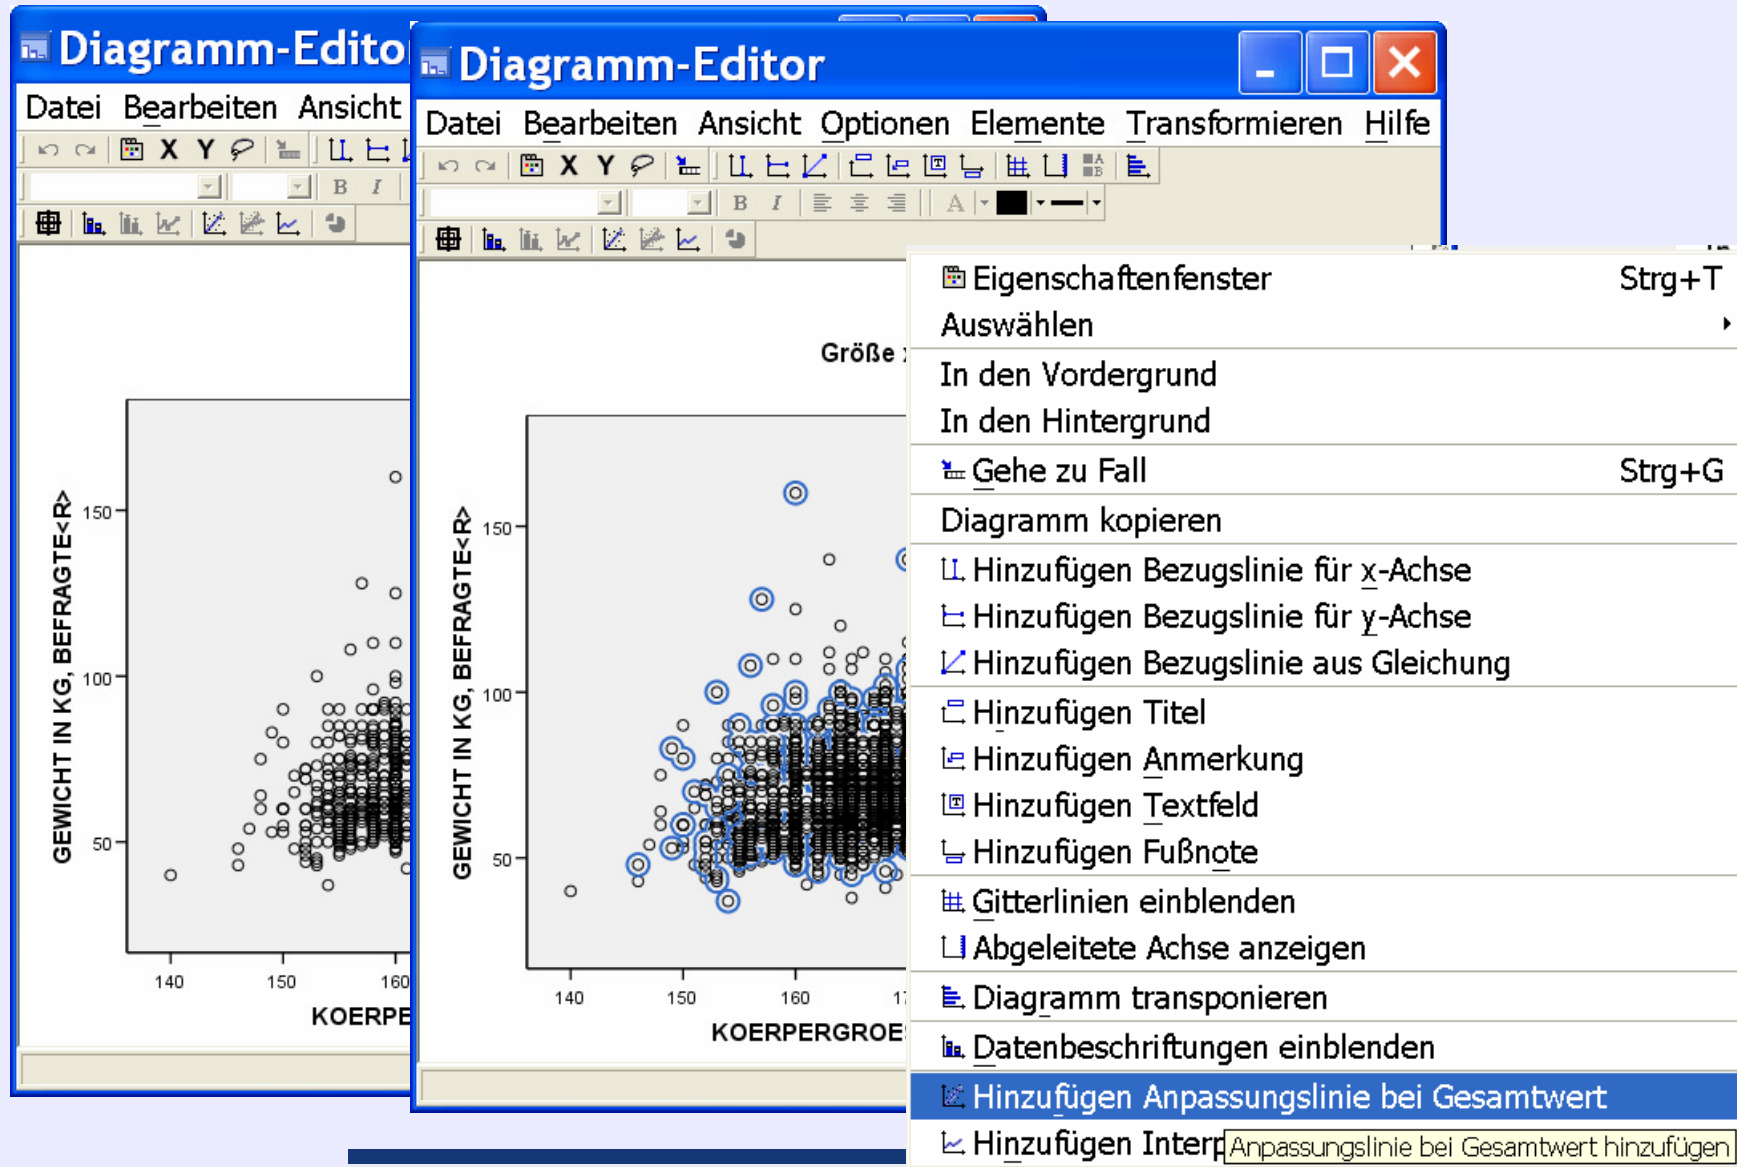 Diagramm-Editor
Datei Bearbeiten Ansicht
X Y
B I
150
100
50
GEWICHT IN KG, BEFRAGTE<R>
140 150 160
KOERPE
Diagramm-Editor
Datei Bearbeiten Ansicht Optionen Elemente Transformieren Hilfe
X Y
B I A
Größe
150
100
50
GEWICHT IN KG, BEFRAGTE<R>
140 150 160 17
KOERPERGROES
Eigenschaftenfenster Strg+T
Auswählen
In den Vordergrund
In den Hintergrund
Gehe zu Fall Strg+G
Diagramm kopieren
Hinzufügen Bezugslinie für x-Achse
Hinzufügen Bezugslinie für y-Achse
Hinzufügen Bezugslinie aus Gleichung
Hinzufügen Titel
Hinzufügen Anmerkung
Hinzufügen Textfeld
Hinzufügen Fußnote
Gitterlinien einblenden
Abgeleitete Achse anzeigen
Diagramm transponieren
Datenbeschriftungen einblenden
Hinzufügen Anpassungslinie bei Gesamtwert
Hinzufügen Interp
Anpassungslinie bei Gesamtwert hinzufügen